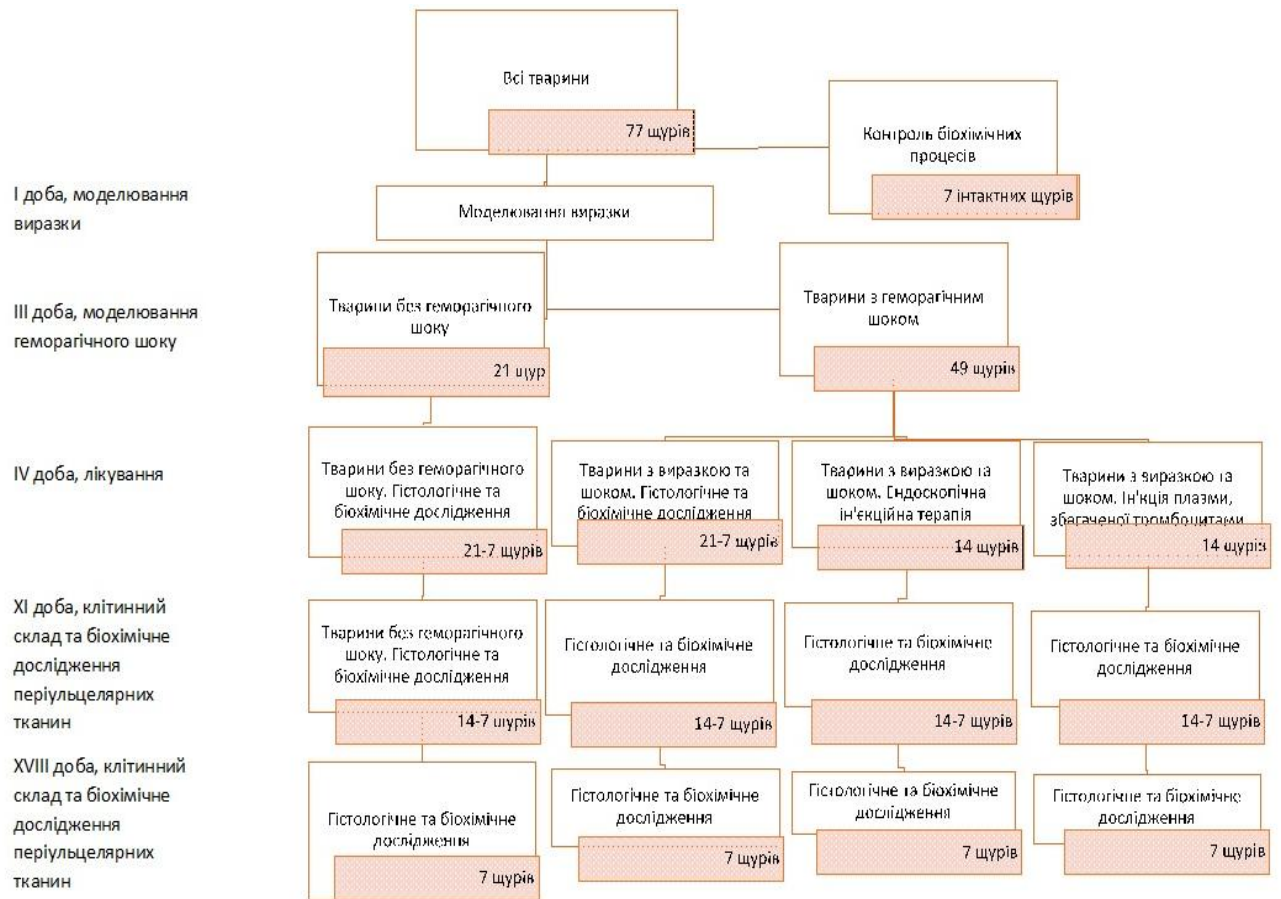 Всі тварини
77 щурів
Контроль біохімічних
процесів
7 інтактних щурів
І доба, моделювання
виразки
Моделювання виразки
ІІІ доба, моделювання
геморагічного шоку
Тварини без геморагічного
шоку
21 щур
Тварини з геморагічним
шоком
49 щурів
IV доба, лікування
Тварини без геморагічного
шоку. Гістологічне та
біохімічне дослідження
21-7 щурів
Тварини з виразкою та
шоком. Гістологічне та
біохімічне дослідження
21-7 щурів
Тварини з виразкою та
шоком. Ендоскопічна
ін'єкційна терапія
14 щурів
Тварини з виразкою та
шоком. Ін'кція плазми,
збагаченої тромбоцитами
14 щурів
XI доба, клітинний
склад та біохімічне
дослідження
періульцелярних
тканин
Тварини без геморагічного
шоку. Гістологічне та
біохімічне дослідження
14-7 щурів
Гістологічне та біохімічне
дослідження
14-7 щурів
Гістологічне та біохімічне
дослідження
14-7 щурів
Гістологічне та біохімічне
дослідження
14-7 щурів
XVIII доба, клітинний
склад та біохімічне
дослідження
періульцелярних
тканин
Гістологічне та біохімічне
дослідження
7 щурів
Гістологічне та біохімічне
дослідження
7 щурів
Гістологічне та біохімічне
дослідження
7 щурів
Гістологічне та біохімічне
дослідження
7 щурів